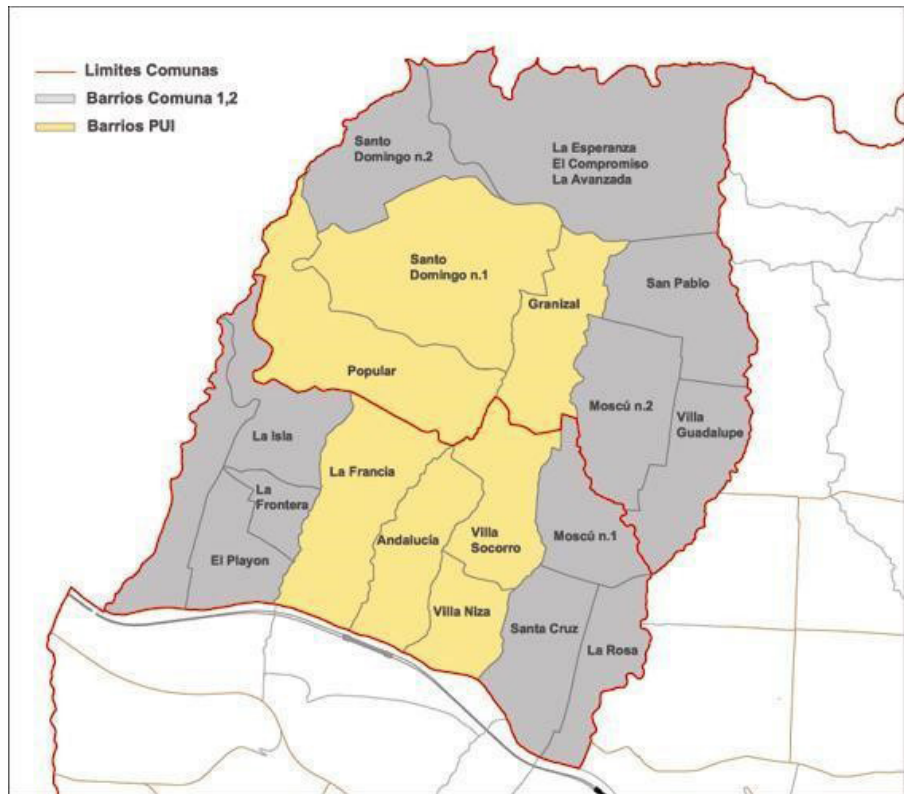 Limites Comunas
Barrios Comuna 1,2
Barrios PUI
Santo
Domingo n.2
La Esperanza
El Compromiso
La Avanzada
Santo
Domingo n.1
San Pablo
Granizal
Popular
Moscú n.2
Villa
Guadalupe
La Isla
La Francia
La
Frontera
Andalucía
Villa
Socorro
Moscú n.1
El Playon
Villa Niza
Santa Cruz
La Rosa